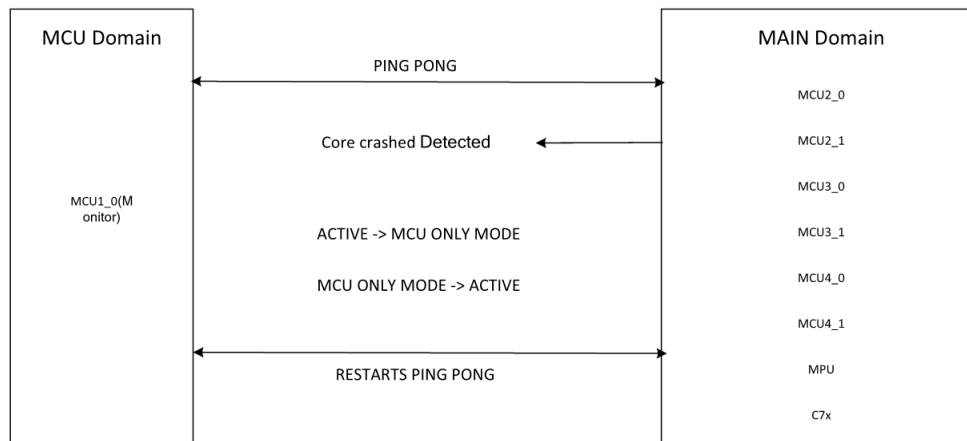 MCU Domain
MAIN Domain
PING PONG
MCU2_0
Core crashed Detected
MCU2_1
MCU3_0
MCU1_0(M
onitor)
ACTIVE -> MCU ONLY MODE
MCU3_1
MCU ONLY MODE -> ACTIVE
MCU4_0
MCU4_1
RESTARTS PING PONG
MPU
C7x